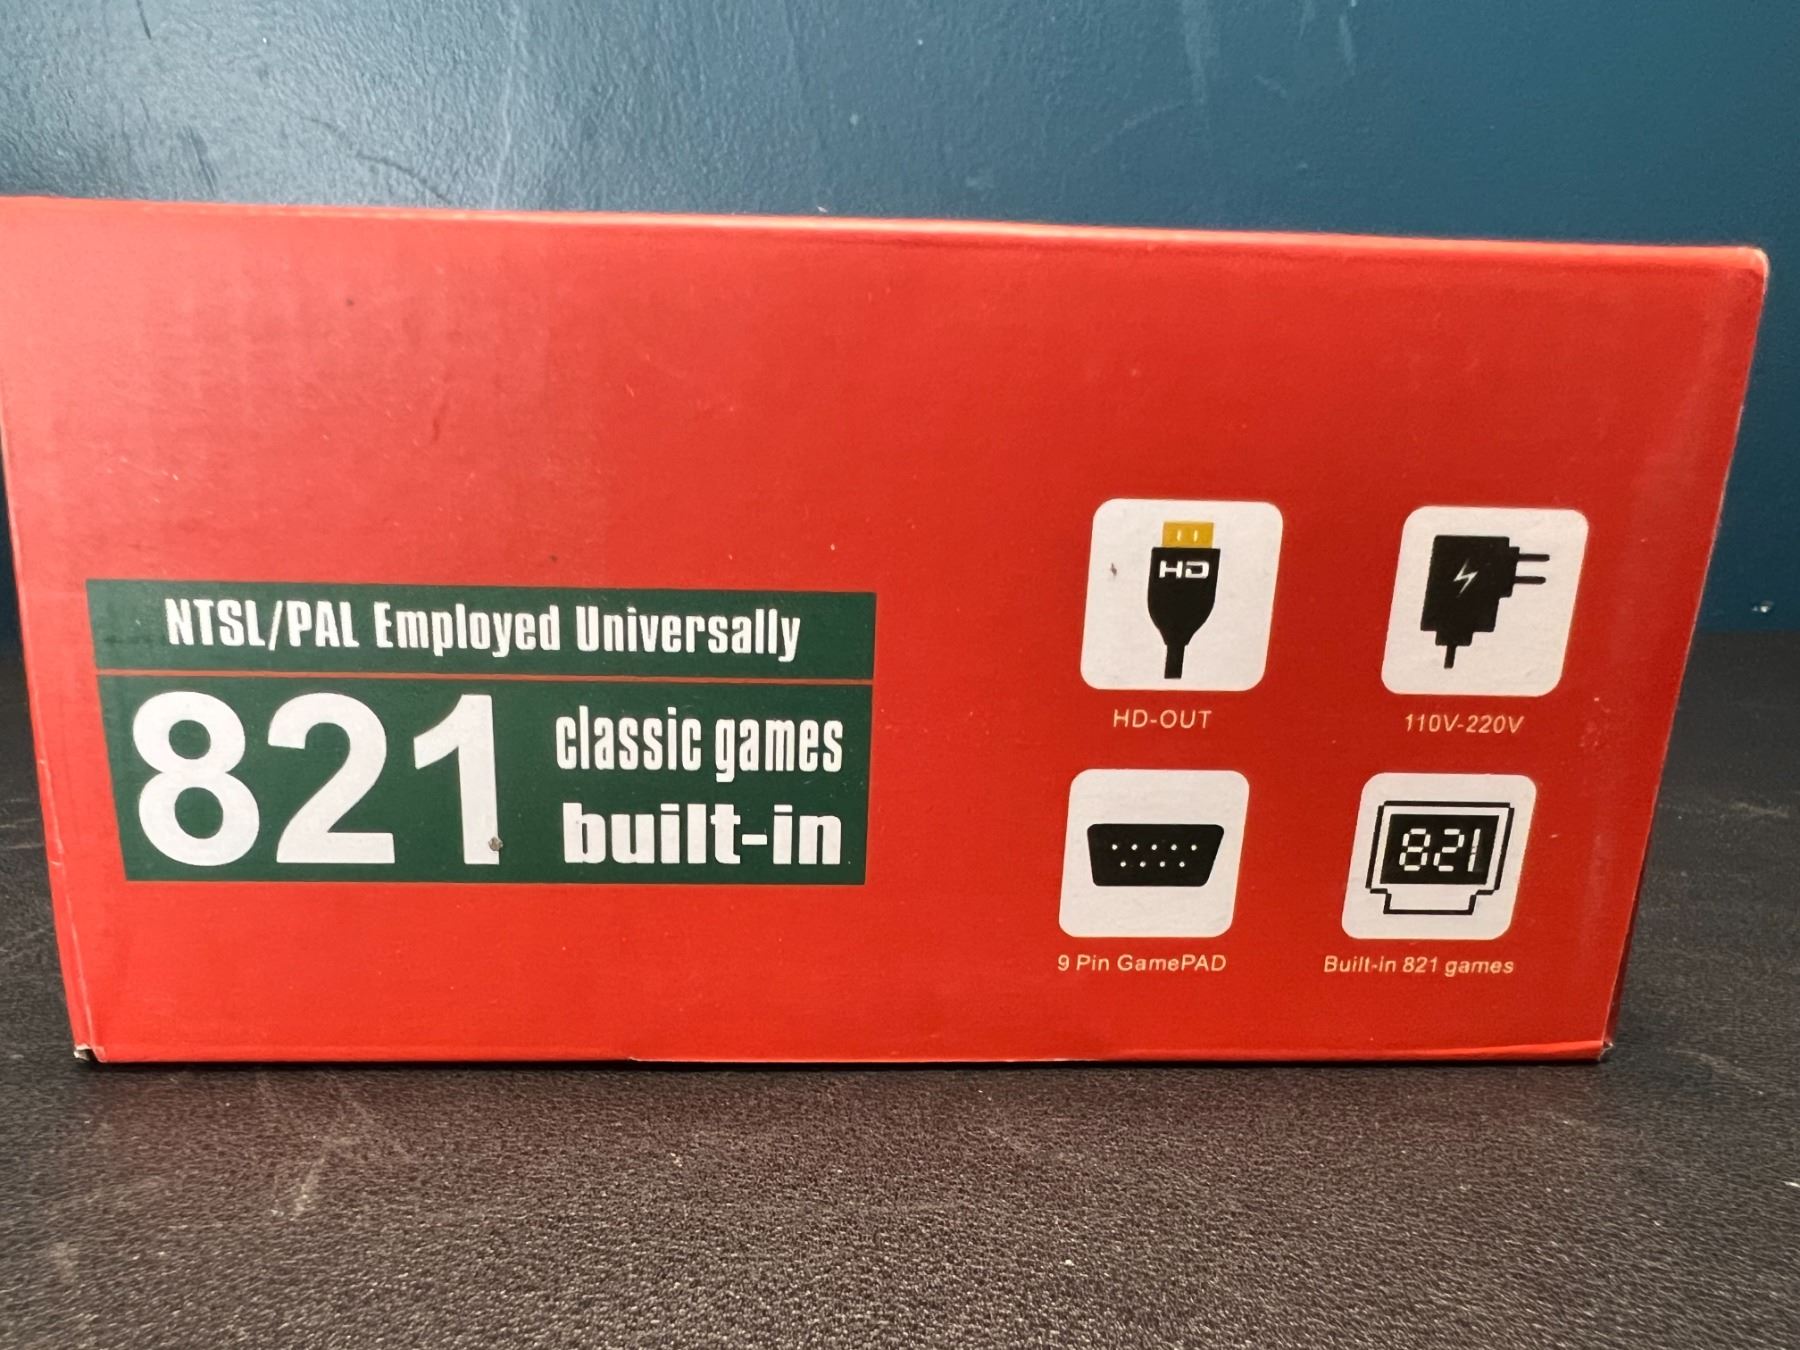 NTSL/PAL Employed Universally
821 classic games
built-in
HD
HD-OUT
110V-220V
821
9 Pin GamePAD
Built-in 821 games